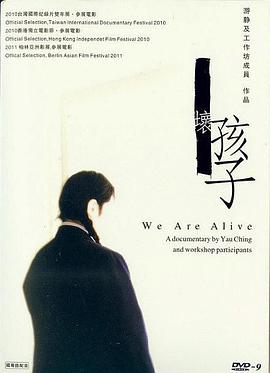 2010台灣國際紀錄片雙年展·參展電影
Official Selection,Taiwan International Documentary Festival 2010
2010香港獨立電影節·參展電影
Official Selection,Hong Kong Independet Film Festival 2010
2011 柏林亞洲影展·參展電影
Offical Selection, Berlin Asian Film Festival 2011
游靜及工作坊成員 作品
壞孩子
We Are Alive
A documentary by Yau Ching
and workshop participants
DVD-9